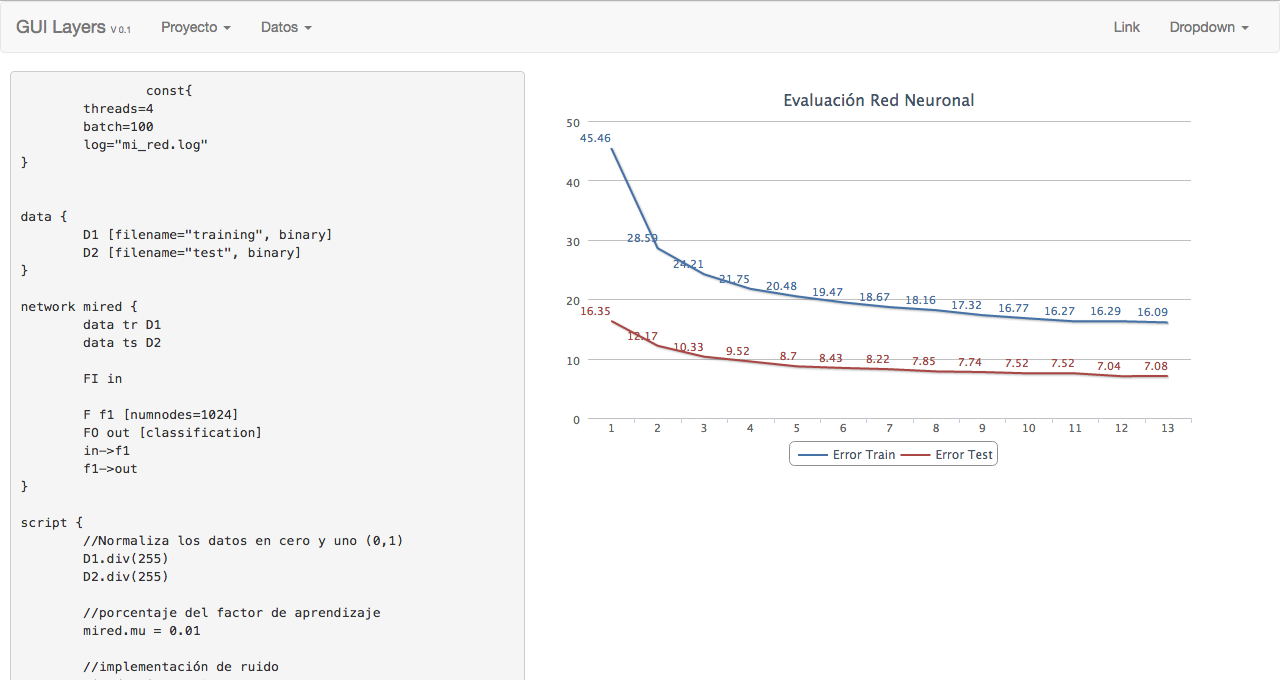 GUI Layers V 0.1 Proyecto Datos Link Dropdown
const{
threads=4
batch=100
log="mi_red.log"
}
data {
D1 [filename="training", binary]
D2 [filename="test", binary]
}
network mired {
data tr D1
data ts D2
FI in
F f1 [numnodes=1024]
FO out [classification]
in->f1
f1->out
}
script {
//Normaliza los datos en cero y uno (0,1)
D1.div(255)
D2.div(255)
//porcentaje del factor de aprendizaje
mired.mu = 0.01
//implementación de ruido
Evaluación Red Neuronal
50
40
30
20
10
0
45.46
28.59
24.21
21.75
20.48
19.47
18.67
18.16
17.32
16.77
16.27
16.29
16.09
16.35
12.17
10.33
9.52
8.7
8.43
8.22
7.85
7.74
7.52
7.52
7.04
7.08
1 2 3 4 5 6 7 8 9 10 11 12 13
Error Train Error Test